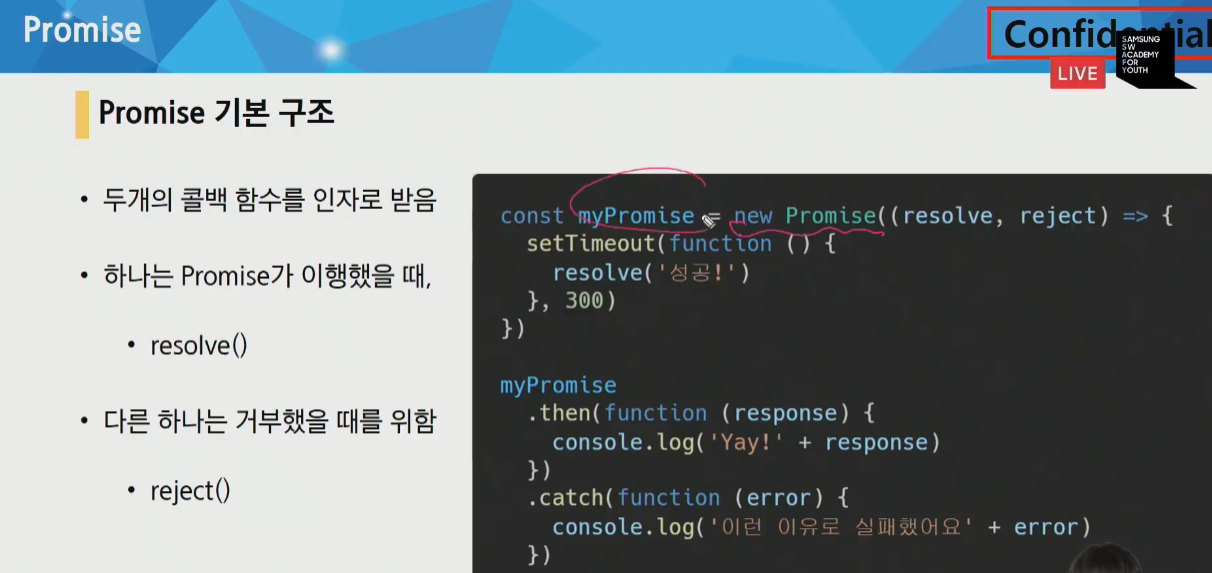 Promise
Confidential
SAMSUNG
SW
ACADEMY
FOR
YOUTH
LIVE
Promise 기본 구조
• 두개의 콜백 함수를 인자로 받음
• 하나는 Promise가 이행했을 때,
• resolve()
• 다른 하나는 거부했을 때를 위함
• reject()
const myPromise = new Promise((resolve, reject) => {
  setTimeout(function () {
    resolve('성공!')
  }, 300)
})
myPromise
  .then(function (response) {
    console.log('Yay!' + response)
  })
  .catch(function (error) {
    console.log('이런 이유로 실패했어요' + error)
  })